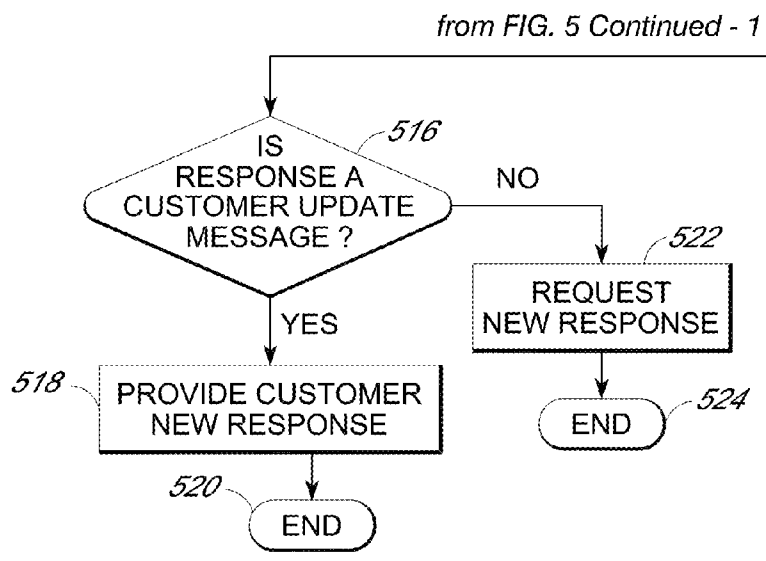 from FIG. 5 Continued - 1
516
IS
RESPONSE A
CUSTOMER UPDATE
MESSAGE ?
NO
522
REQUEST
NEW RESPONSE
YES
518
PROVIDE CUSTOMER
NEW RESPONSE
END
524
520
END